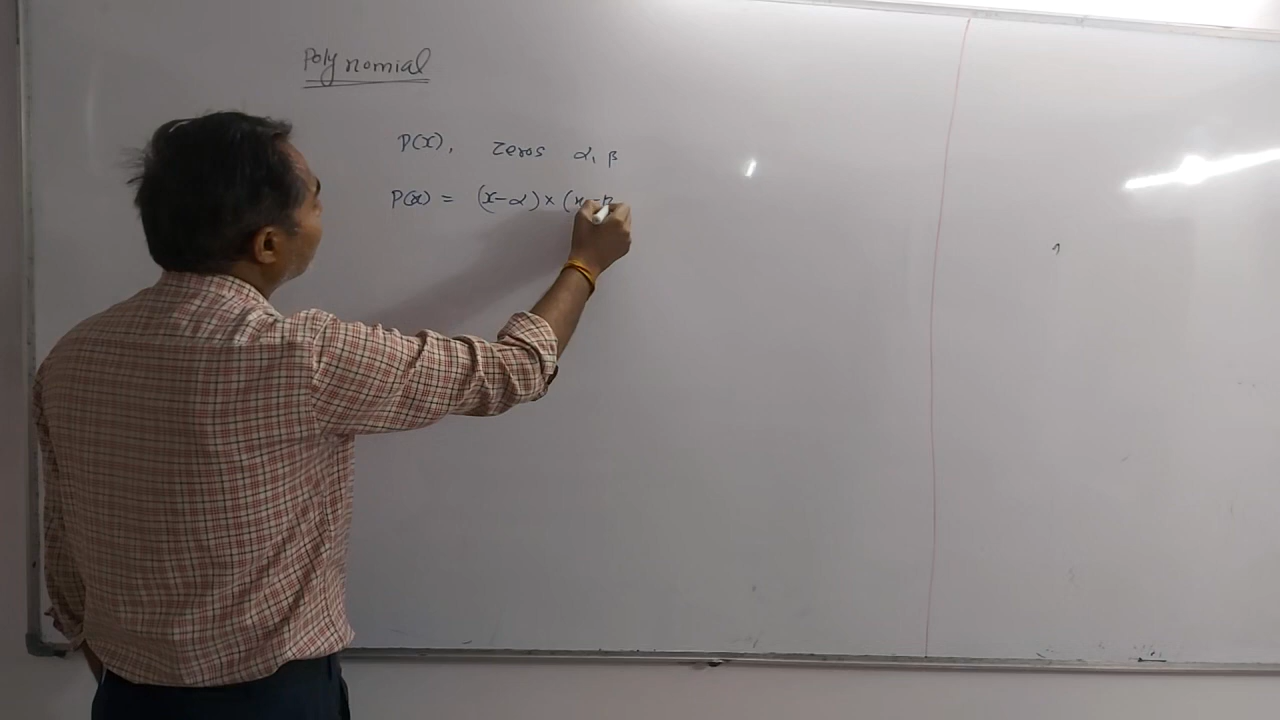 Polynomial
P(x), zeros α, β
P(x) = (x-α)×(x-β